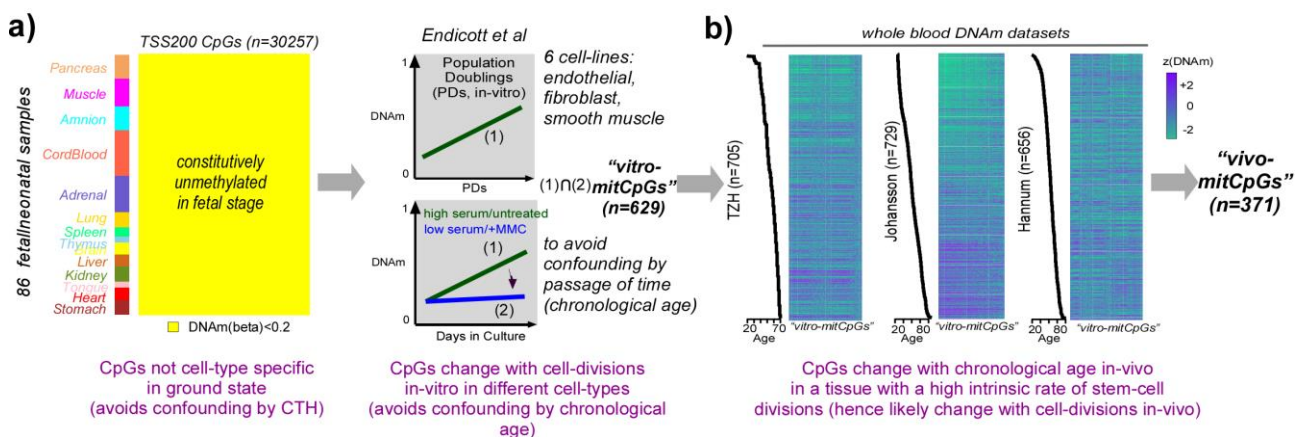 a)
TSS200 CpGs (n=30257)
86 fetal/neonatal samples
Pancreas
Muscle
Amnion
CordBlood
Adrenal
Lung
Spleen
Thymus
Brain
Liver
Kidney
Tongue
Heart
Stomach
constitutively
unmethylated
in fetal stage
DNAm(beta)<0.2
CpGs not cell-type specific
in ground state
(avoids confounding by CTH)
Endicott et al
1
DNAm
0
Population
Doublings
(PDs, in-vitro)
(1)
PDs
6 cell-lines:
endothelial,
fibroblast,
smooth muscle
(1)∩(2)
"vitro-
mitCpGs"
(n=629)
high serum/untreated
low serum/+MMC
1
DNAm
0
(1)
(2)
Days in Culture
to avoid
confounding by
passage of time
(chronological age)
CpGs change with cell-divisions
in-vitro in different cell-types
(avoids confounding by chronological
age)
b)
whole blood DNAm datasets
TZH (n=705)
20 70
Age
"vitro-mitCpGs"
Johansson (n=729)
20 80
Age
"vitro-mitCpGs"
Hannum (n=656)
20 80
Age
"vitro-mitCpGs"
z(DNAm)
+2
0
-2
"vivo-
mitCpGs"
(n=371)
CpGs change with chronological age in-vivo
in a tissue with a high intrinsic rate of stem-cell
divisions (hence likely change with cell-divisions in-vivo)